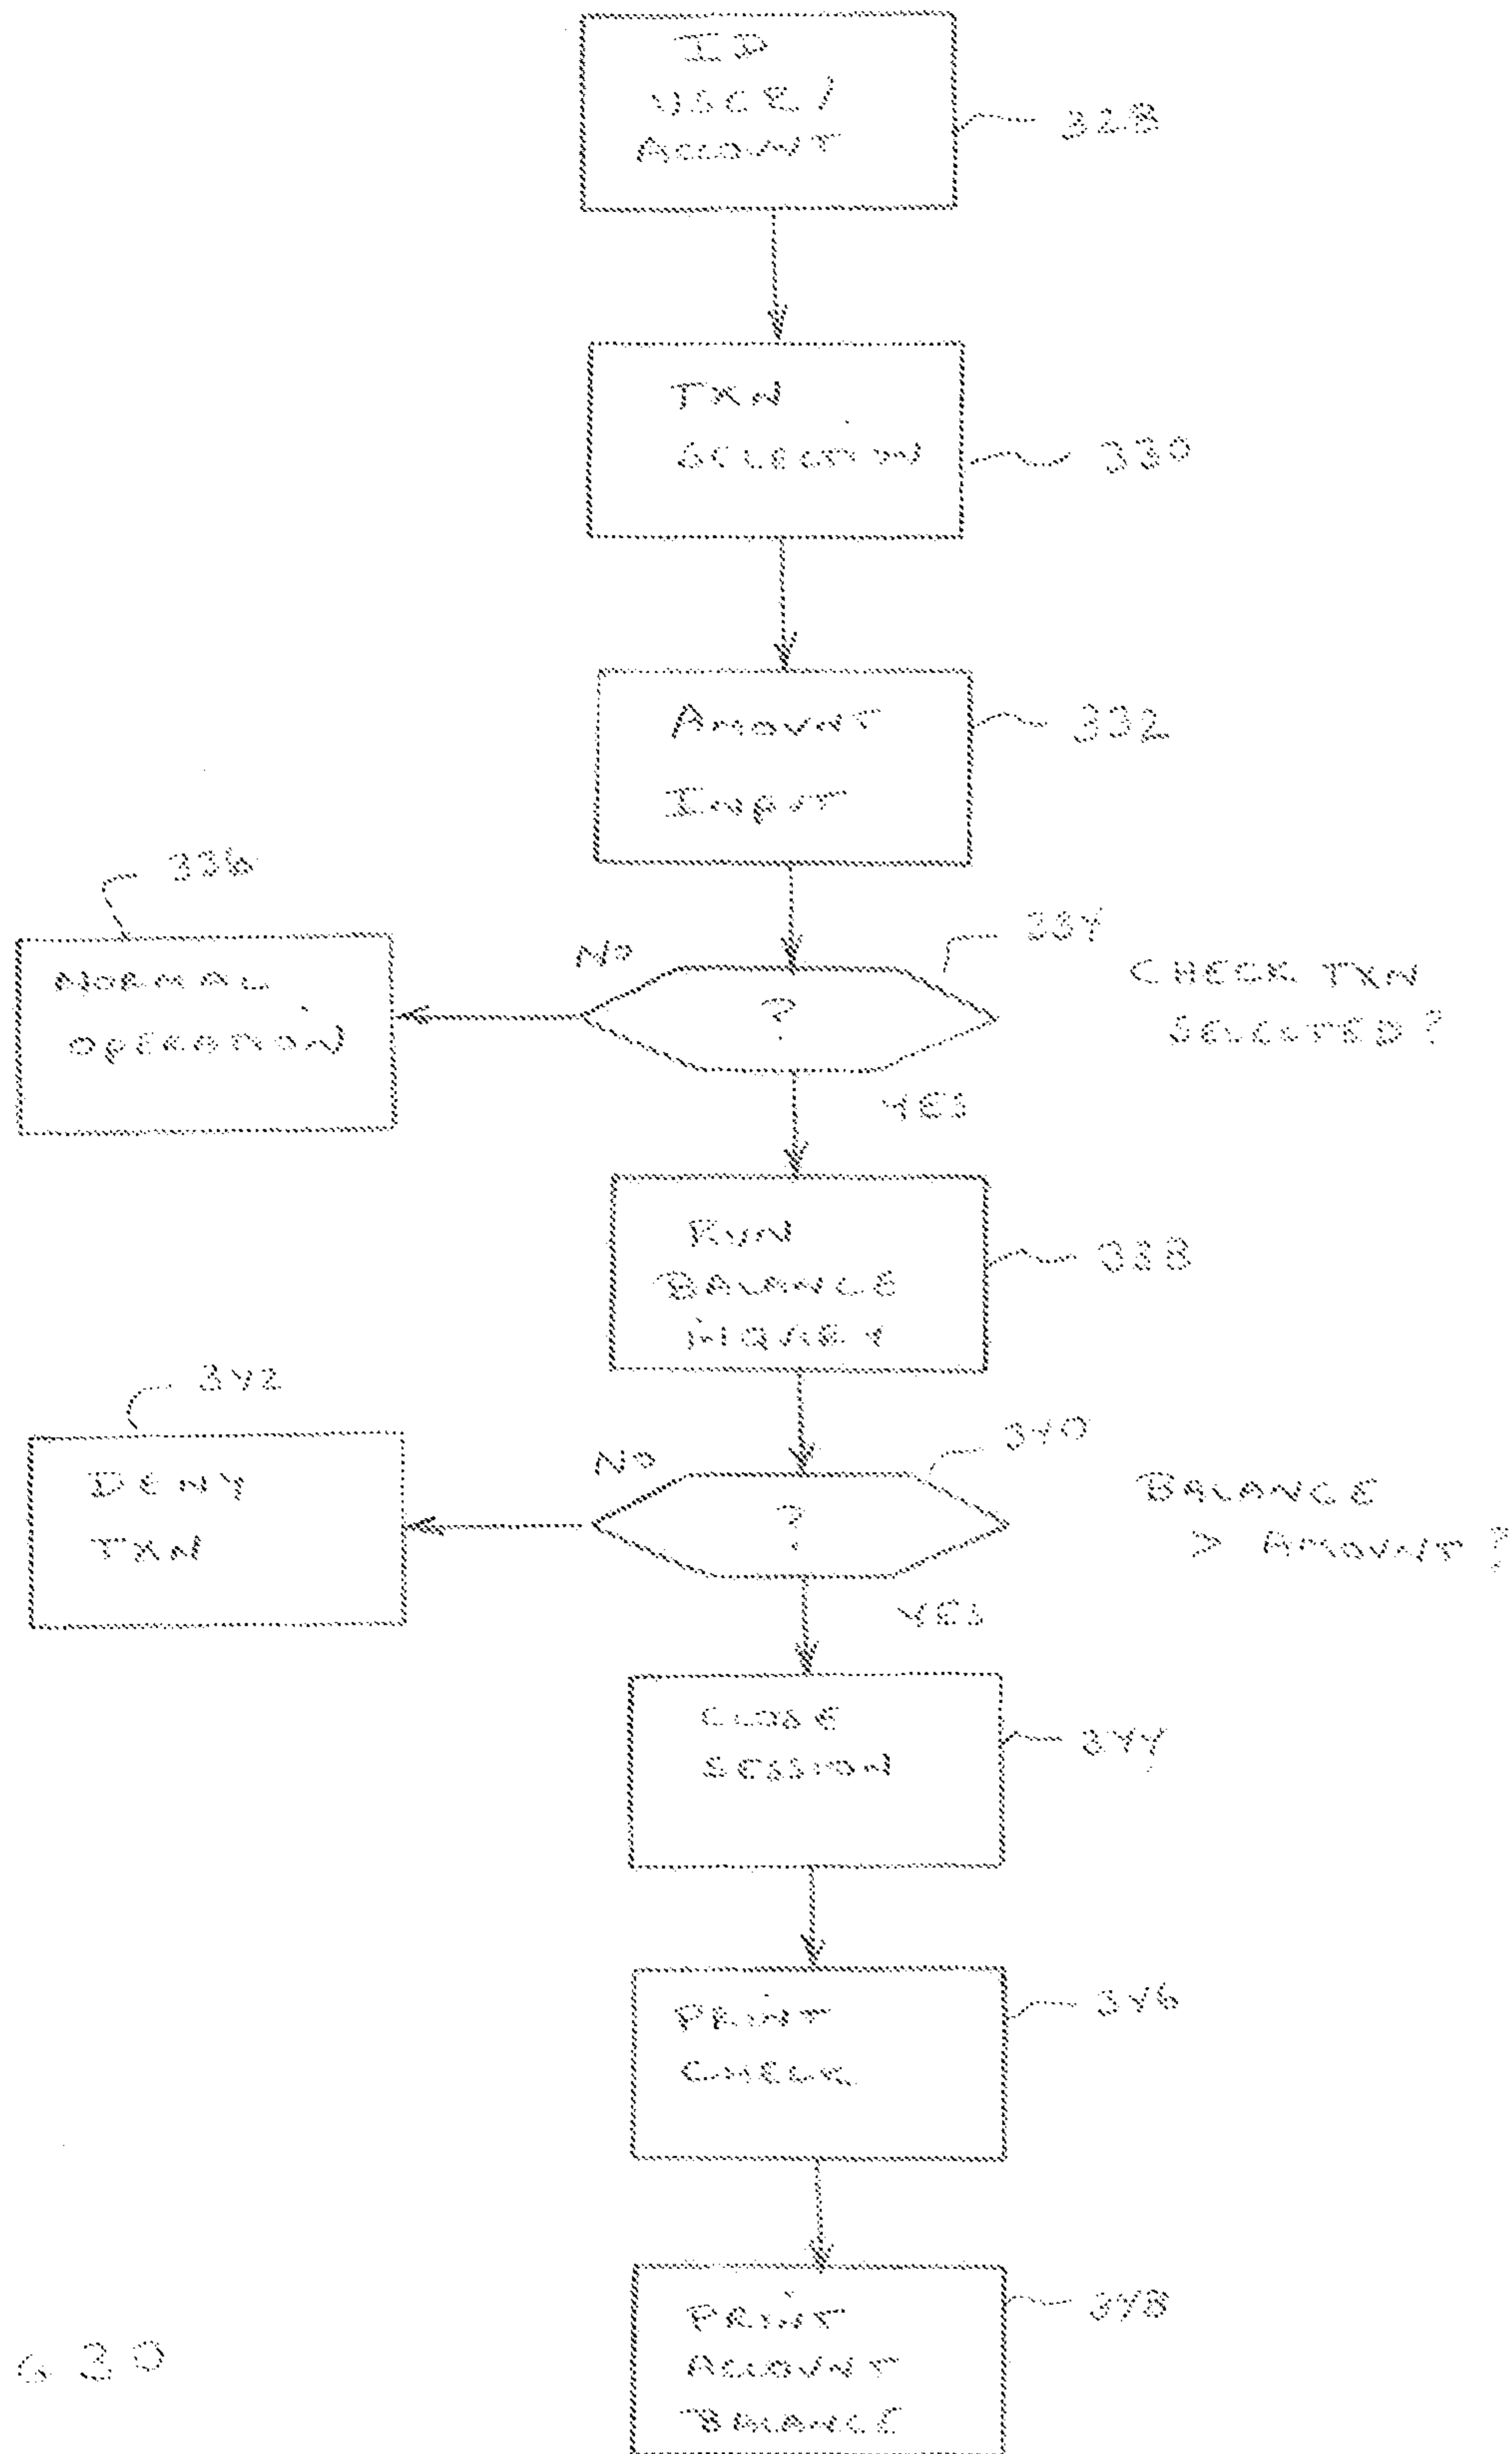 ID
USER /
ACCOUNT
328
TXN
SELECTION
330
AMOUNT
INPUT
332
336
NORMAL
OPERATION
NO
?
334
CHECK TXN
SELECTED?
YES
RUN
BALANCE
338
342
DENY
TXN
NO
?
340
BALANCE
> AMOUNT?
YES
CLOSE
SESSION
344
PRINT
CHECK
346
PRINT
ACCOUNT
BALANCE
348